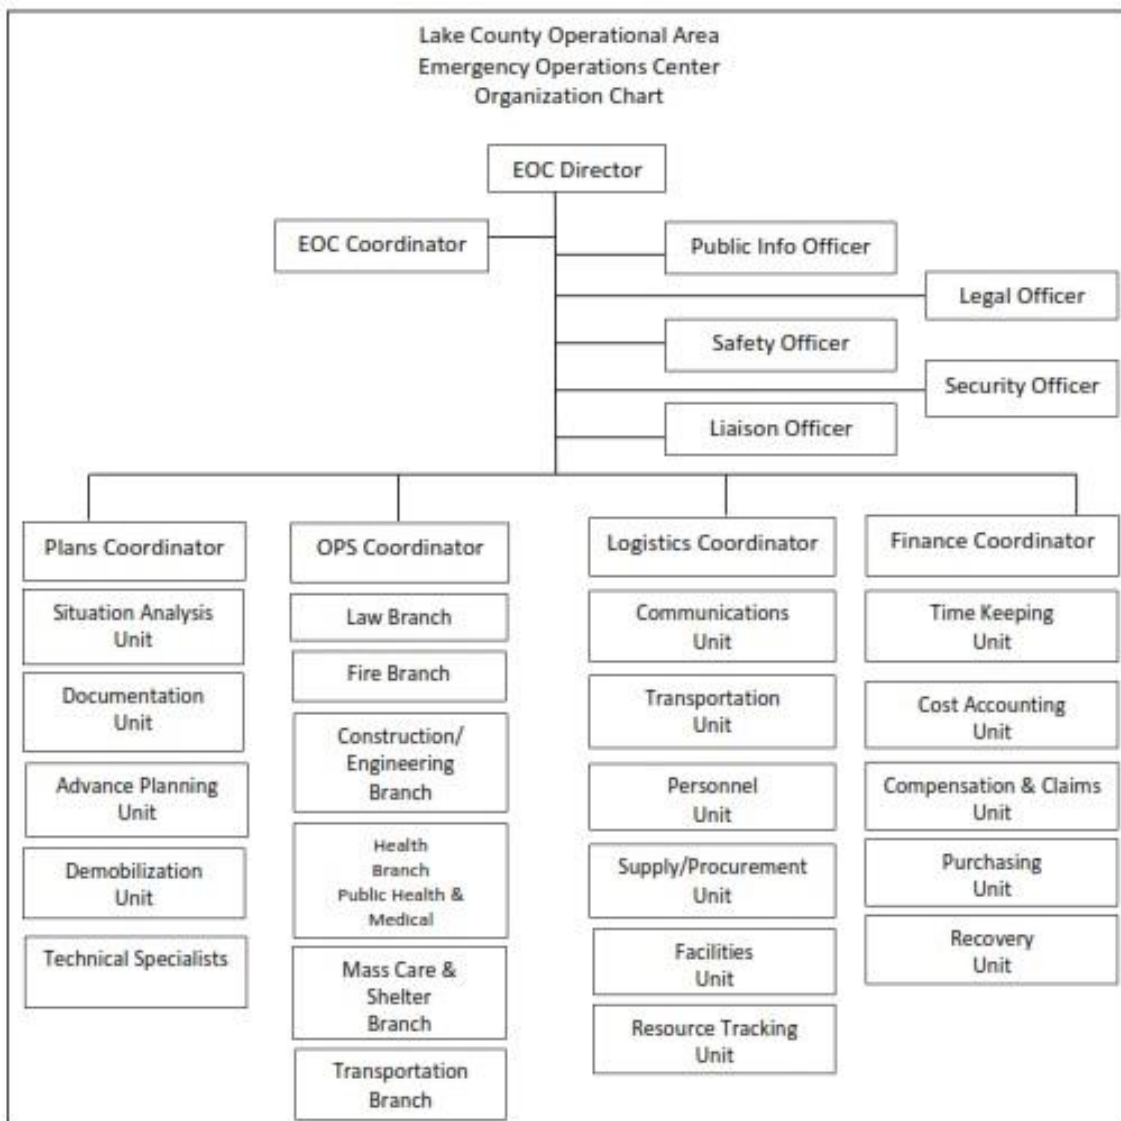 Lake County Operational Area
Emergency Operations Center
Organization Chart
EOC Director
EOC Coordinator
Public Info Officer
Legal Officer
Safety Officer
Security Officer
Liaison Officer
Plans Coordinator
Situation Analysis
Unit
Documentation
Unit
Advance Planning
Unit
Demobilization
Unit
Technical Specialists
OPS Coordinator
Law Branch
Fire Branch
Construction/
Engineering
Branch
Health
Branch
Public Health &
Medical
Mass Care &
Shelter
Branch
Transportation
Branch
Logistics Coordinator
Communications
Unit
Transportation
Unit
Personnel
Unit
Supply/Procurement
Unit
Facilities
Unit
Resource Tracking
Unit
Finance Coordinator
Time Keeping
Unit
Cost Accounting
Unit
Compensation & Claims
Unit
Purchasing
Unit
Recovery
Unit